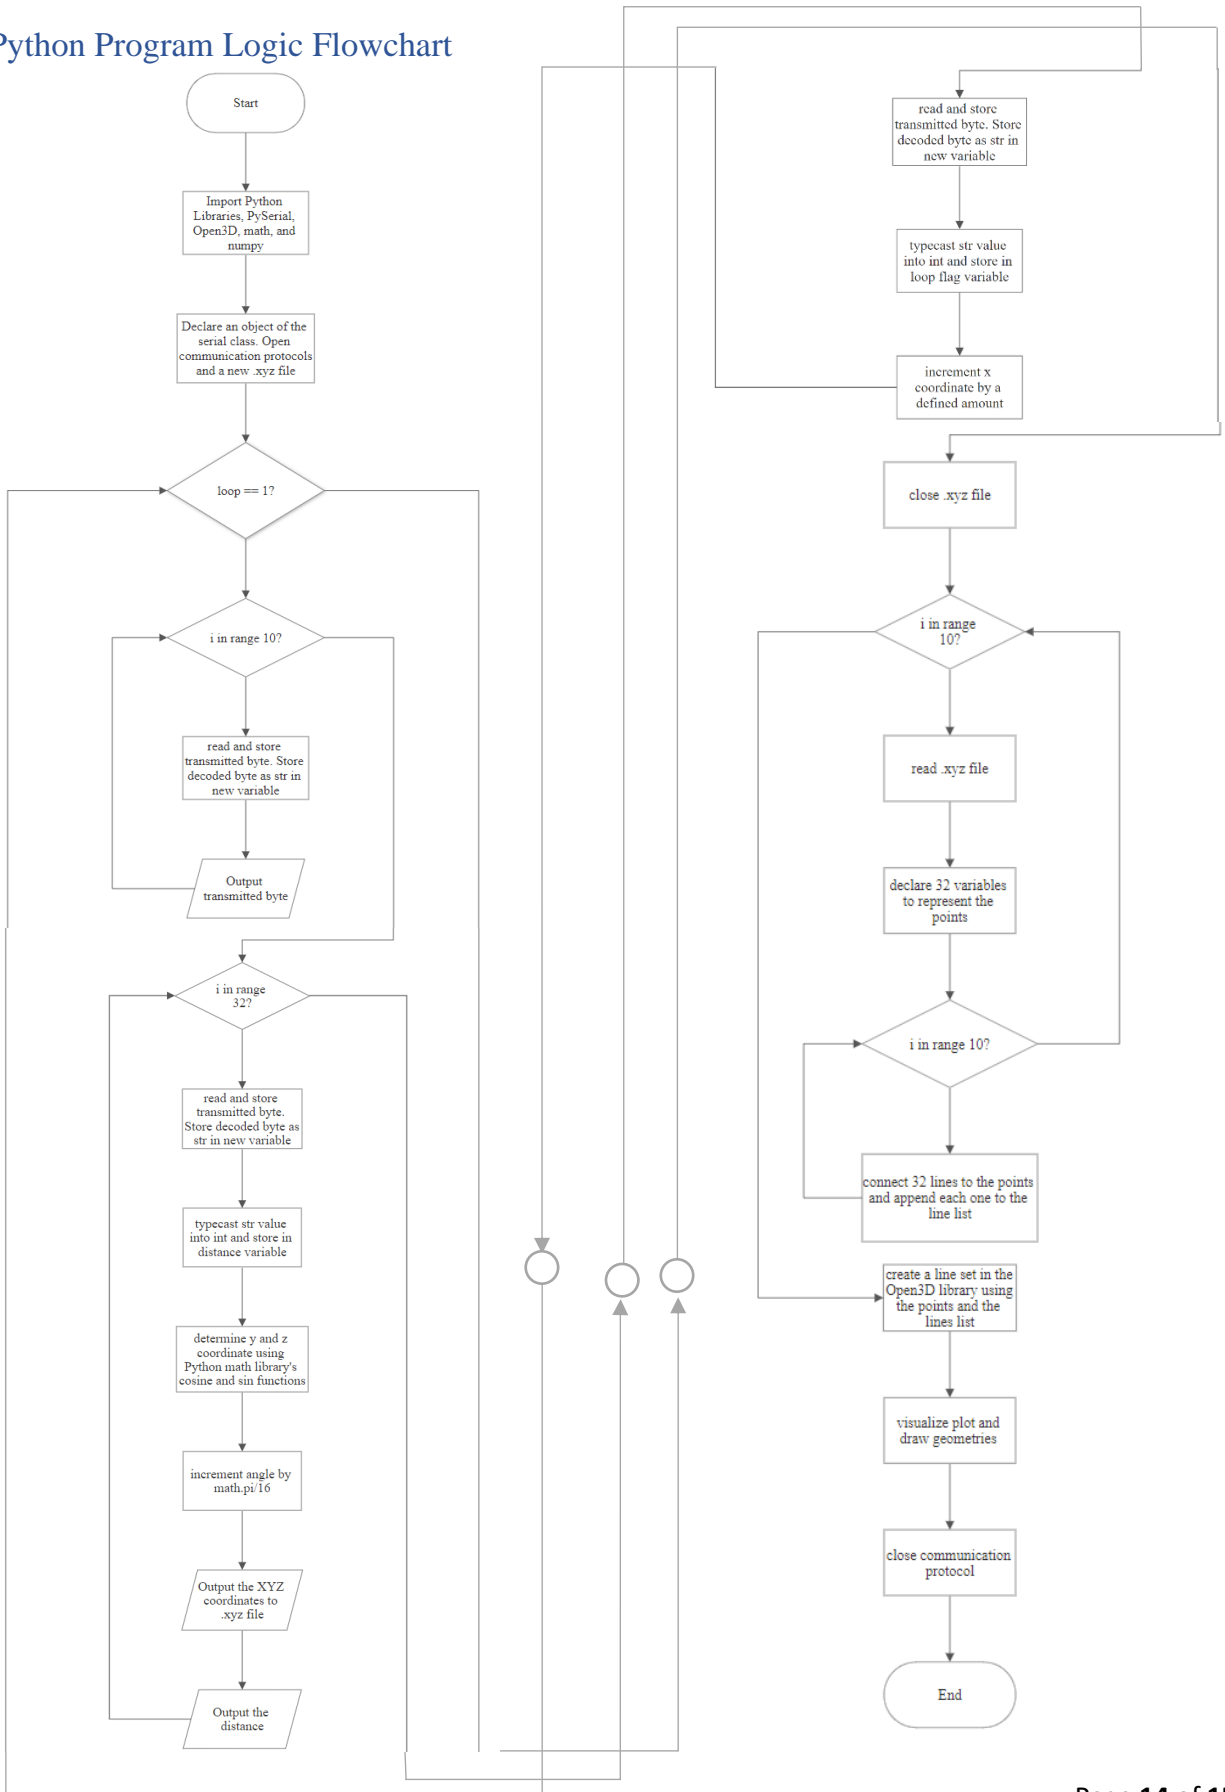 Python Program Logic Flowchart
Start
Import Python
Libraries, PySerial,
Open3D, math, and
numpy
Declare an object of the
serial class. Open
communication protocols
and a new .xyz file
loop == 1?
i in range 10?
read and store
transmitted byte. Store
decoded byte as str in
new variable
Output
transmitted byte
i in range
32?
read and store
transmitted byte.
Store decoded byte as
str in new variable
typecast str value
into int and store in
distance variable
determine y and z
coordinate using
Python math library's
cosine and sin functions
increment angle by
math.pi/16
Output the XYZ
coordinates to
.xyz file
Output the
distance
read and store
transmitted byte. Store
decoded byte as str in
new variable
typecast str value
into int and store in
loop flag variable
increment x
coordinate by a
defined amount
close .xyz file
i in range
10?
read .xyz file
declare 32 variables
to represent the
points
i in range 10?
connect 32 lines to the points
and append each one to the
line list
create a line set in the
Open3D library using
the points and the
lines list
visualize plot and
draw geometries
close communication
protocol
End
Page 14 of